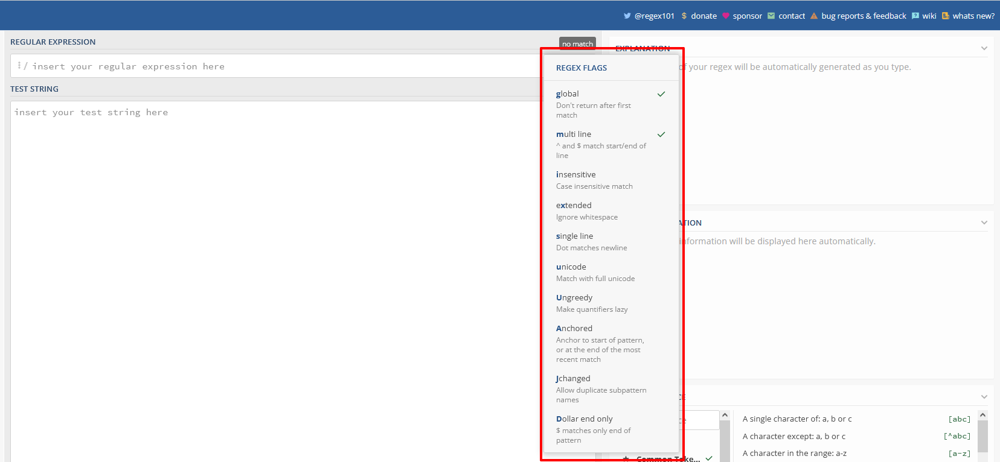 @regex101 $ donate sponsor contact bug reports & feedback wiki whats new?
REGULAR EXPRESSION
no match
/ insert your regular expression here
TEST STRING
insert your test string here
REGEX FLAGS
global
Don't return after first
match
multi line
^ and $ match start/end of
line
insensitive
Case insensitive match
extended
Ignore whitespace
single line
Dot matches newline
unicode
Match with full unicode
Ungreedy
Make quantifiers lazy
Anchored
Anchor to start of pattern,
or at the end of the most
recent match
Jchanged
Allow duplicate subpattern
names
Dollar end only
$ matches only end of
pattern
EXPLANATION
of your regex will be automatically generated as you type.
ATION
information will be displayed here automatically.
CE
ce
Common Toke...
A single character of: a, b or c [abc]
A character except: a, b or c [^abc]
A character in the range: a-z [a-z]